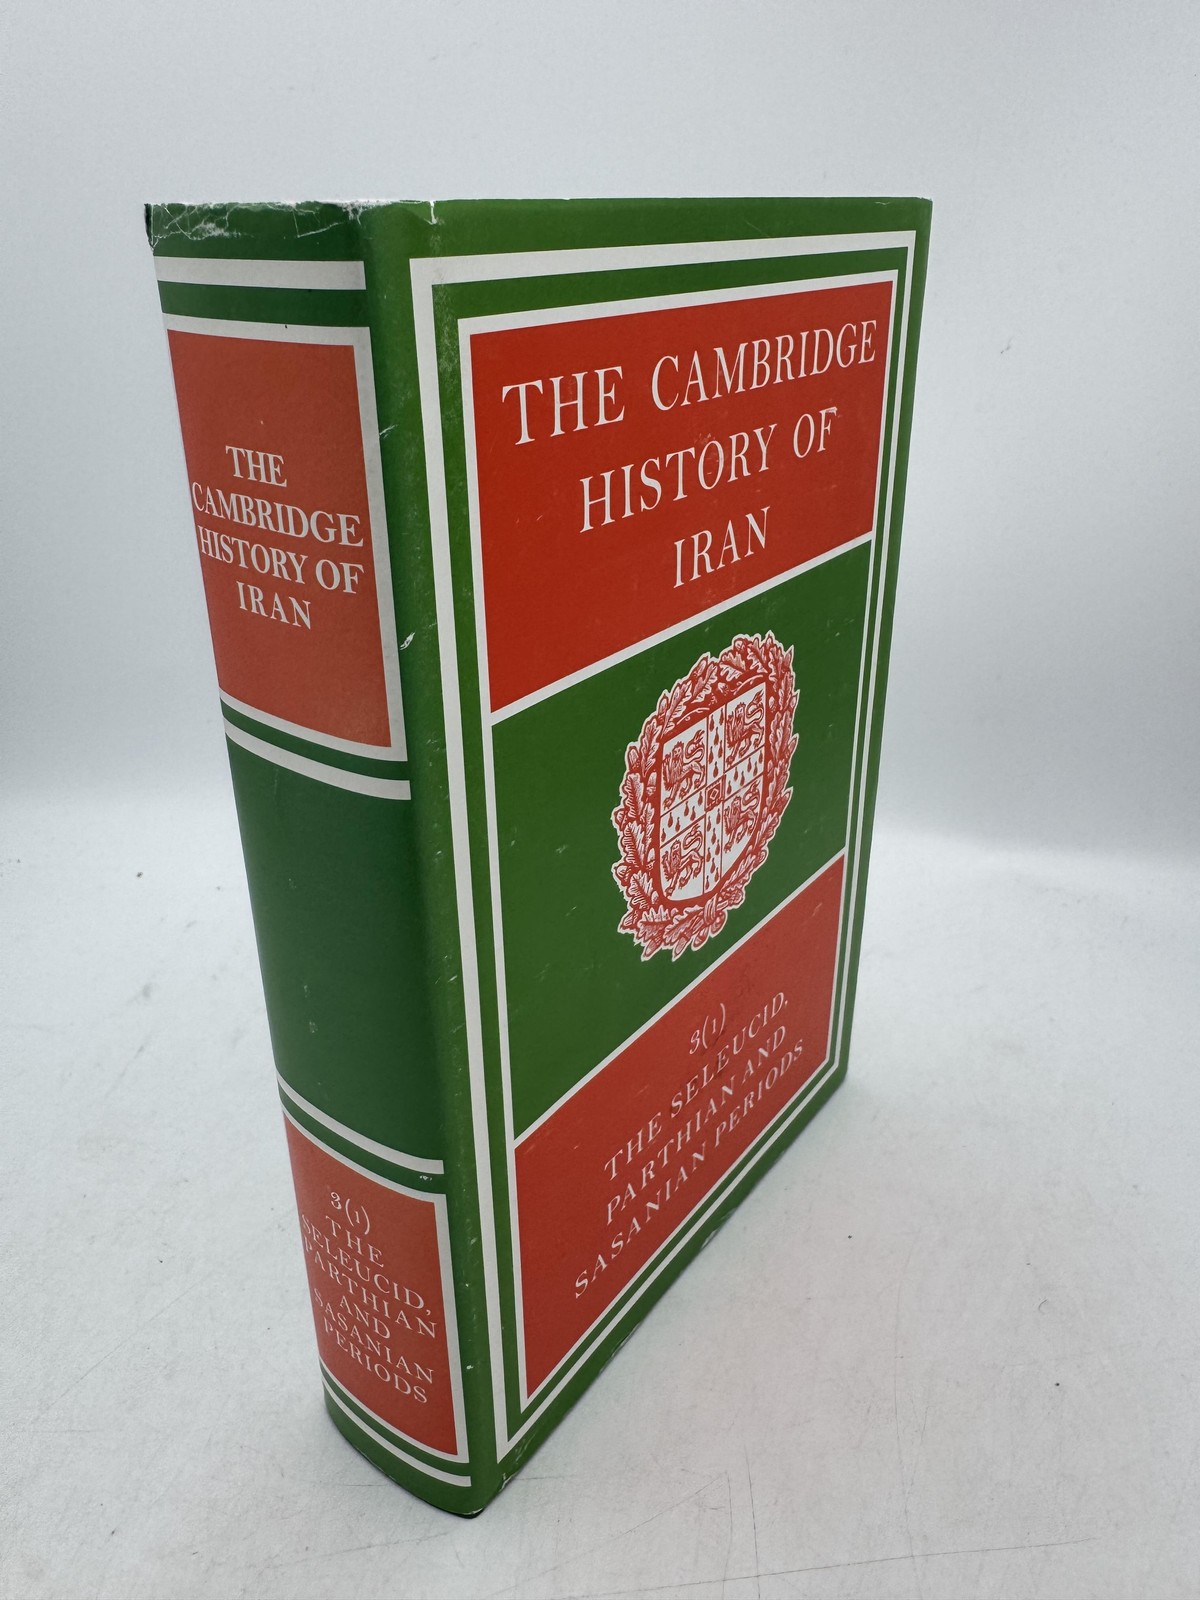 THE
CAMBRIDGE
HISTORY OF
IRAN
3(1)
THE
SELEUCID,
PARTHIAN
AND
SASANIAN
PERIODS
THE CAMBRIDGE
HISTORY OF
IRAN
3(1)
THE SELEUCID,
PARTHIAN AND
SASANIAN PERIODS